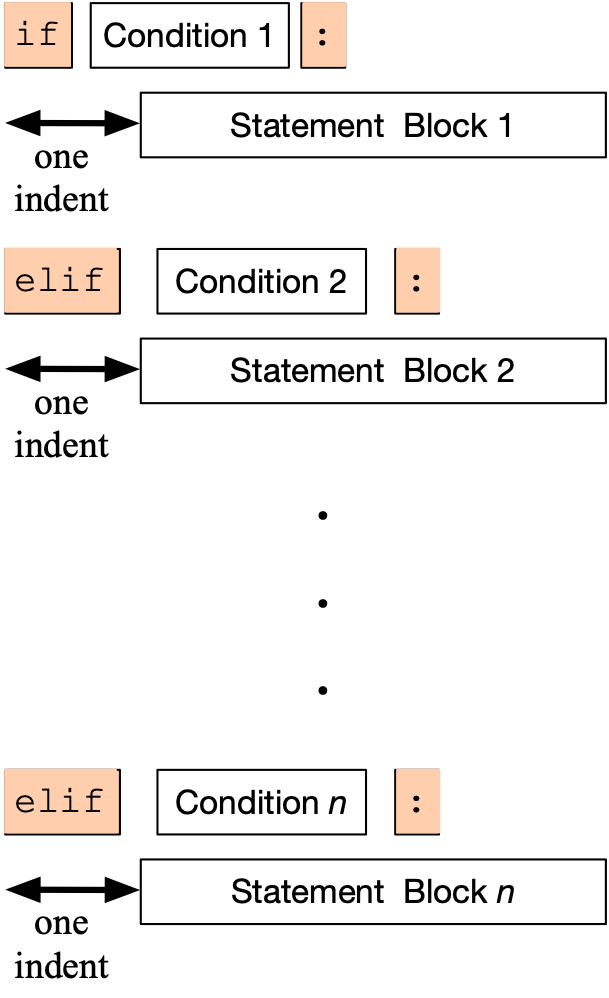 if Condition 1 :
Statement Block 1
one
indent
elif Condition 2 :
Statement Block 2
one
indent
elif Condition n :
Statement Block n
one
indent